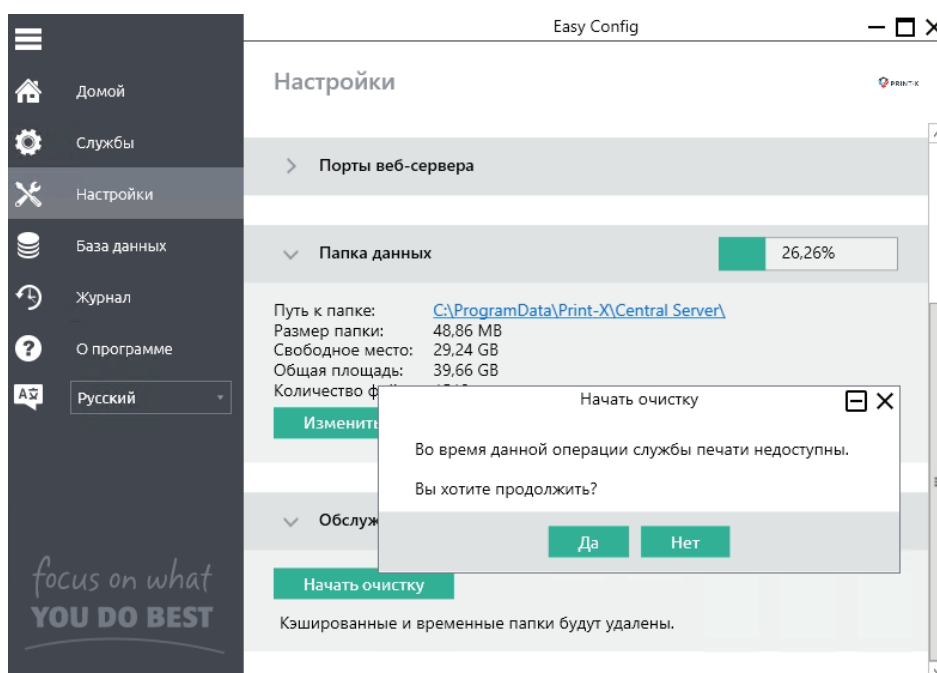 Easy Config
Домой
Службы
Настройки
База данных
Журнал
О программе
Русский
focus on what
YOU DO BEST
Настройки
PRINT-X
Порты веб-сервера
Папка данных
26,26%
Путь к папке: C:\ProgramData\Print-X\Central Server\
Размер папки: 48,86 MB
Свободное место: 29,24 GB
Общая площадь: 39,66 GB
Количество
Изменить
Начать очистку
Во время данной операции службы печати недоступны.
Вы хотите продолжить?
Да Нет
Начать очистку
Кэшированные и временные папки будут удалены.